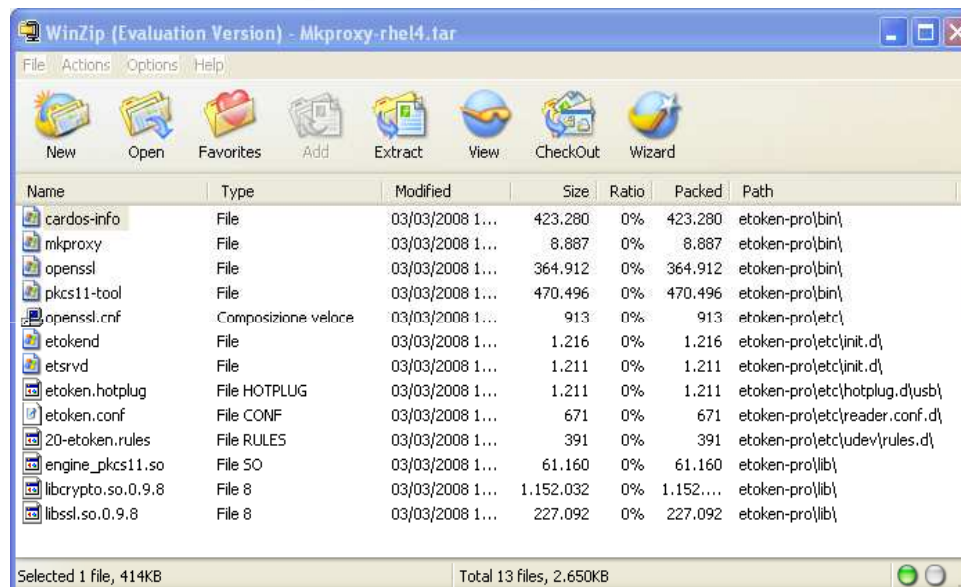 WinZip (Evaluation Version) - Mkproxy-rhel4.tar
File Actions Options Help
New Open Favorites Add Extract View CheckOut Wizard
Name Type Modified Size Ratio Packed Path
cardos-info File 03/03/2008 1... 423.280 0% 423.280 etoken-pro\bin\
mkproxy File 03/03/2008 1... 8.887 0% 8.887 etoken-pro\bin\
openssl File 03/03/2008 1... 364.912 0% 364.912 etoken-pro\bin\
pkcs11-tool File 03/03/2008 1... 470.496 0% 470.496 etoken-pro\bin\
openssl.cnf Composizione veloce 03/03/2008 1... 913 0% 913 etoken-pro\etc\
etokend File 03/03/2008 1... 1.216 0% 1.216 etoken-pro\etc\init.d\
etsrvd File 03/03/2008 1... 1.211 0% 1.211 etoken-pro\etc\init.d\
etoken.hotplug File HOTPLUG 03/03/2008 1... 1.211 0% 1.211 etoken-pro\etc\hotplug.d\usb\
etoken.conf File CONF 03/03/2008 1... 671 0% 671 etoken-pro\etc\reader.conf.d\
20-etoken.rules File RULES 03/03/2008 1... 391 0% 391 etoken-pro\etc\udev\rules.d\
engine_pkcs11.so File SO 03/03/2008 1... 61.160 0% 61.160 etoken-pro\lib\
libcrypto.so.0.9.8 File 8 03/03/2008 1... 1.152.032 0% 1.152.... etoken-pro\lib\
libssl.so.0.9.8 File 8 03/03/2008 1... 227.092 0% 227.092 etoken-pro\lib\
Selected 1 file, 414KB Total 13 files, 2.650KB